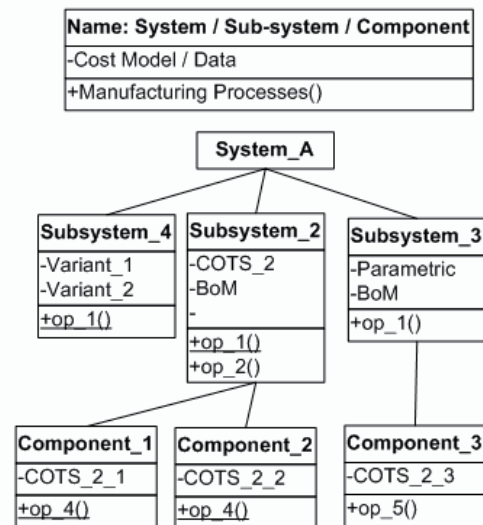 Name: System / Sub-system / Component
-Cost Model / Data
+Manufacturing Processes()
System_A
Subsystem_4
-Variant_1
-Variant_2
+op_1()
Subsystem_2
-COTS_2
-BoM
-
+op_1()
+op_2()
Subsystem_3
-Parametric
-BoM
+op_1()
Component_1
-COTS_2_1
+op_4()
Component_2
-COTS_2_2
+op_4()
Component_3
-COTS_2_3
+op_5()